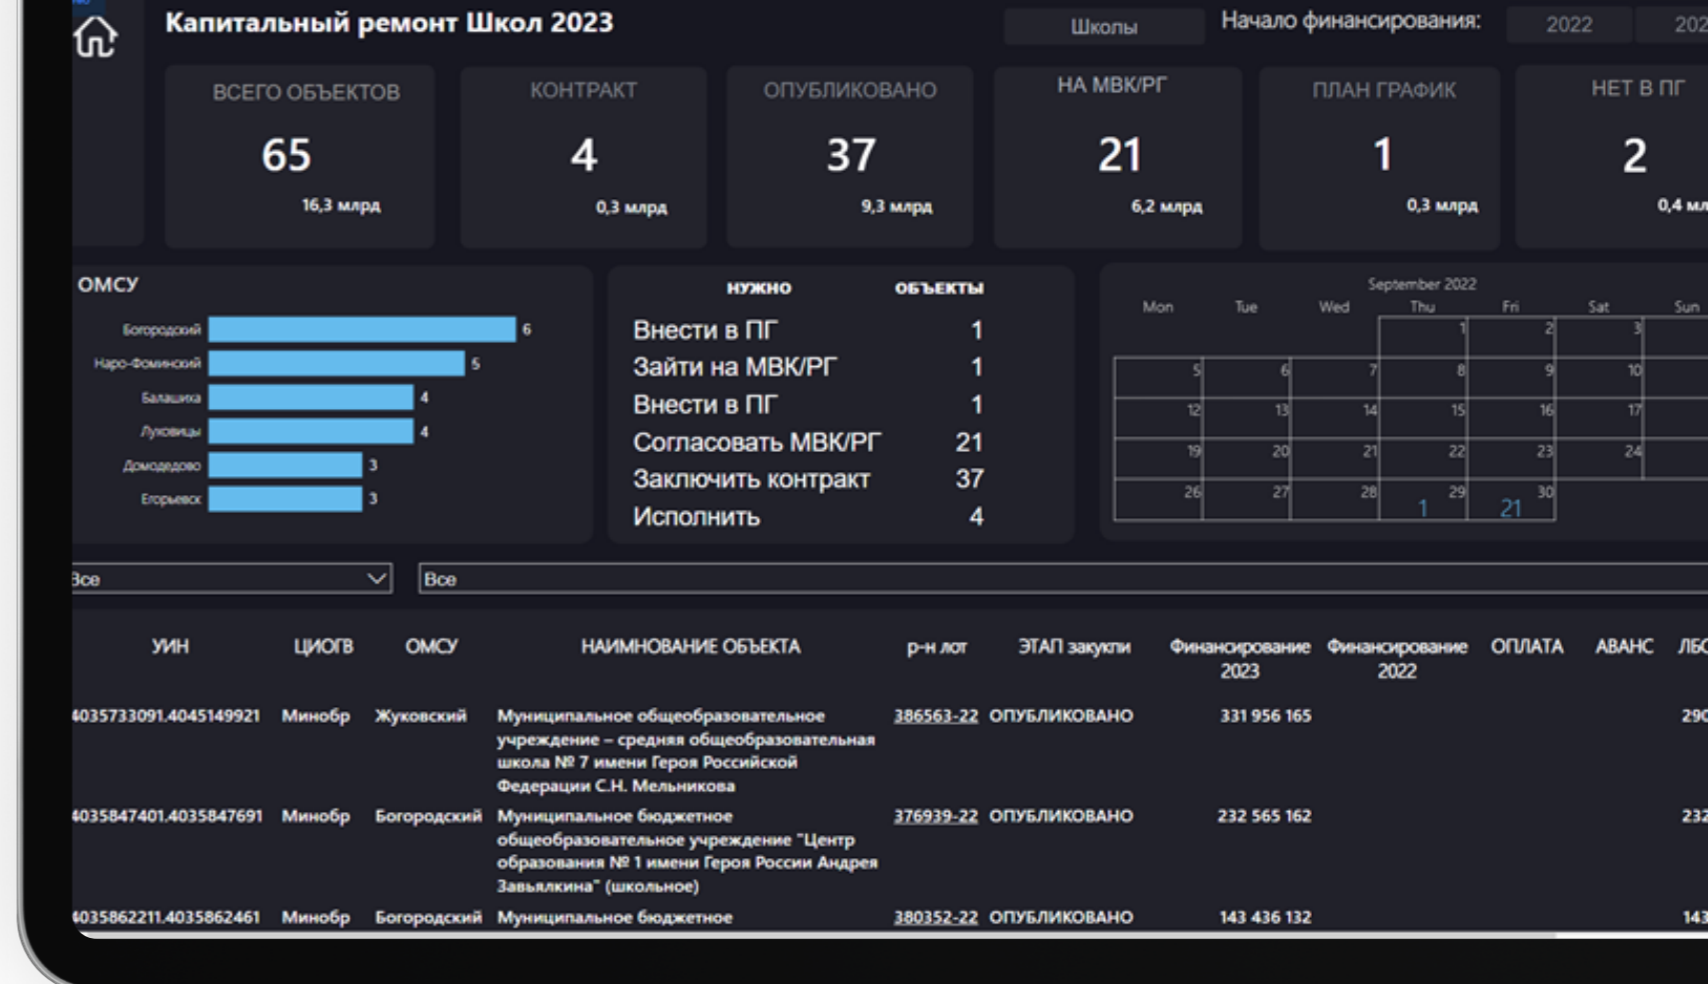 Капитальный ремонт Школ 2023
Школы
Начало финансирования:
2022
202
ВСЕГО ОБЪЕКТОВ
65
16,3 млрд
КОНТРАКТ
4
0,3 млрд
ОПУБЛИКОВАНО
37
9,3 млрд
НА МВК/РГ
21
6,2 млрд
ПЛАН ГРАФИК
1
0,3 млрд
НЕТ В ПГ
2
0,4 мл
ОМСУ
Богородский 6
Наро-Фоминский 5
Балашиха 4
Луховицы 4
Домодедово 3
Егорьевск 3
НУЖНО ОБЪЕКТЫ
Внести в ПГ 1
Зайти на МВК/РГ 1
Внести в ПГ 1
Согласовать МВК/РГ 21
Заключить контракт 37
Исполнить 4
September 2022
Mon Tue Wed Thu Fri Sat Sun
1 2 3
5 6 7 8 9 10
12 13 14 15 16 17
19 20 21 22 23 24
26 27 28 29 30
1 21
Все
Все
УИН ЦИОГВ ОМСУ НАИМНОВАНИЕ ОБЪЕКТА р-н лот ЭТАП закупки Финансирование Финансирование ОПЛАТА АВАНС ЛБО
2023 2022
4035733091.4045149921 Минобр Жуковский Муниципальное общеобразовательное 386563-22 ОПУБЛИКОВАНО 331 956 165 290
учреждение – средняя общеобразовательная
школа № 7 имени Героя Российской
Федерации С.Н. Мельникова
4035847401.4035847691 Минобр Богородский Муниципальное бюджетное 376939-22 ОПУБЛИКОВАНО 232 565 162 232
общеобразовательное учреждение "Центр
образования № 1 имени Героя России Андрея
Завьялкина" (школьное)
4035862211.4035862461 Минобр Богородский Муниципальное бюджетное 380352-22 ОПУБЛИКОВАНО 143 436 132 143